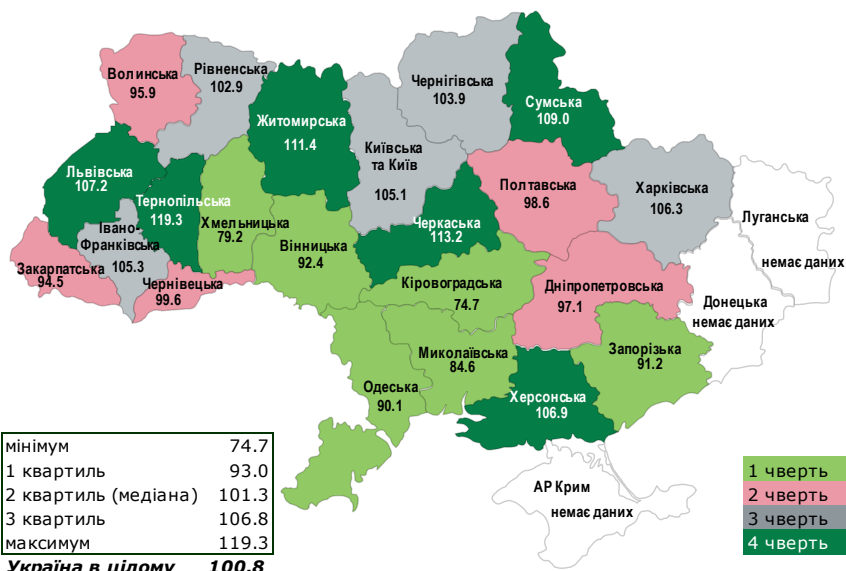 Волинська
95.9
Рівненська
102.9
Житомирська
111.4
Київська
та Київ
105.1
Чернігівська
103.9
Сумська
109.0
Львівська
107.2
Тернопільська
119.3
Хмельницька
79.2
Вінницька
92.4
Черкаська
113.2
Полтавська
98.6
Харківська
106.3
Луганська
немає даних
Івано-
Франківська
105.3
Закарпатська
94.5
Чернівецька
99.6
Кіровоградська
74.7
Дніпропетровська
97.1
Донецька
немає даних
Миколаївська
84.6
Запорізька
91.2
Одеська
90.1
Херсонська
106.9
АР Крим
немає даних
мінімум 74.7
1 квартиль 93.0
2 квартиль (медіана) 101.3
3 квартиль 106.8
максимум 119.3
Україна в цілому 100.8
1 чверть
2 чверть
3 чверть
4 чверть